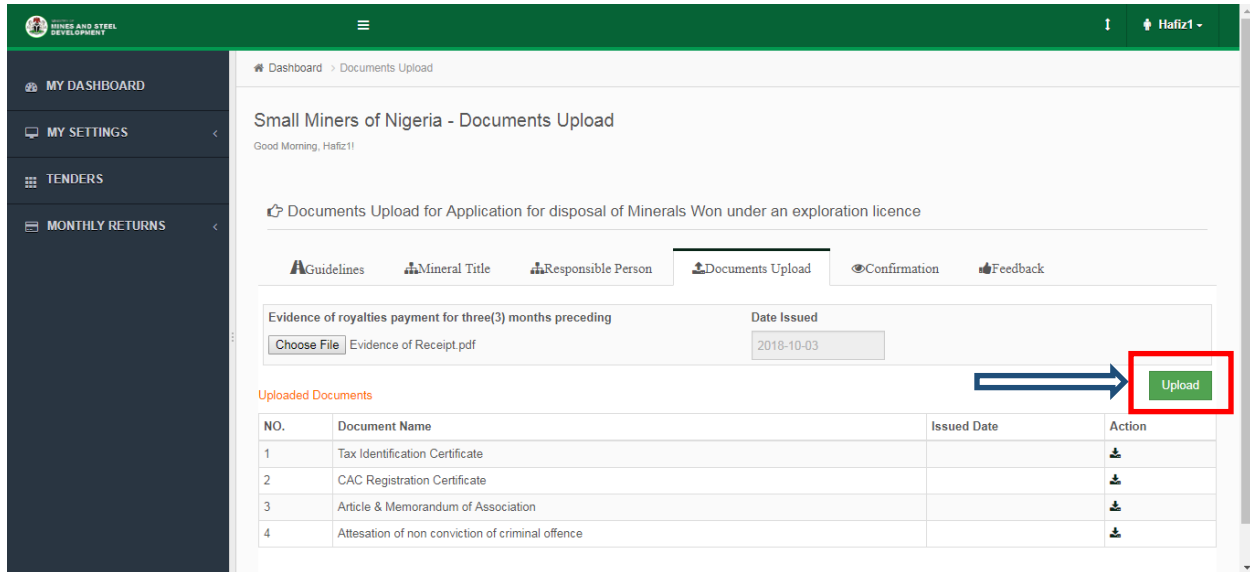 MINES AND STEEL
DEVELOPMENT
Hafiz1
Dashboard > Documents Upload
MY DASHBOARD
MY SETTINGS
TENDERS
MONTHLY RETURNS
Small Miners of Nigeria - Documents Upload
Good Morning, Hafiz1!
Documents Upload for Application for disposal of Minerals Won under an exploration licence
Guidelines Mineral Title Responsible Person Documents Upload Confirmation Feedback
Evidence of royalties payment for three(3) months preceding Date Issued
Choose File Evidence of Receipt.pdf 2018-10-03
Upload
Uploaded Documents
NO. Document Name Issued Date Action
1 Tax Identification Certificate
2 CAC Registration Certificate
3 Article & Memorandum of Association
4 Attesation of non conviction of criminal offence